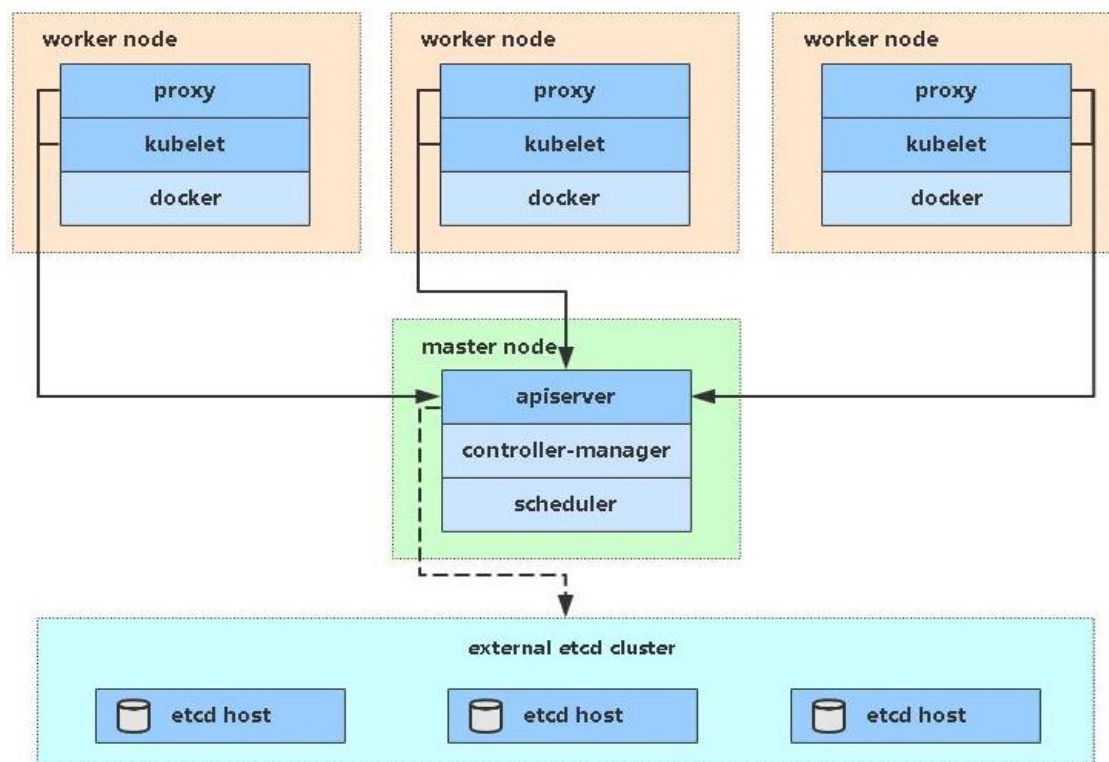 worker node
proxy
kubelet
docker
worker node
proxy
kubelet
docker
worker node
proxy
kubelet
docker
master node
apiserver
controller-manager
scheduler
external etcd cluster
etcd host
etcd host
etcd host